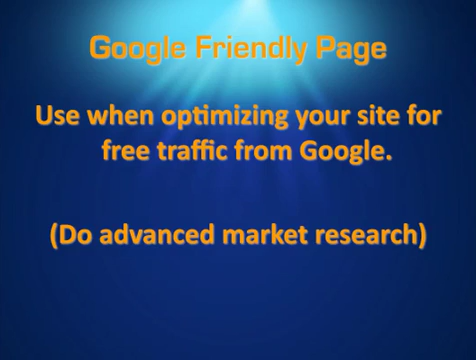 Google Friendly Page
Use when optimizing your site for
free traffic from Google.
(Do advanced market research)